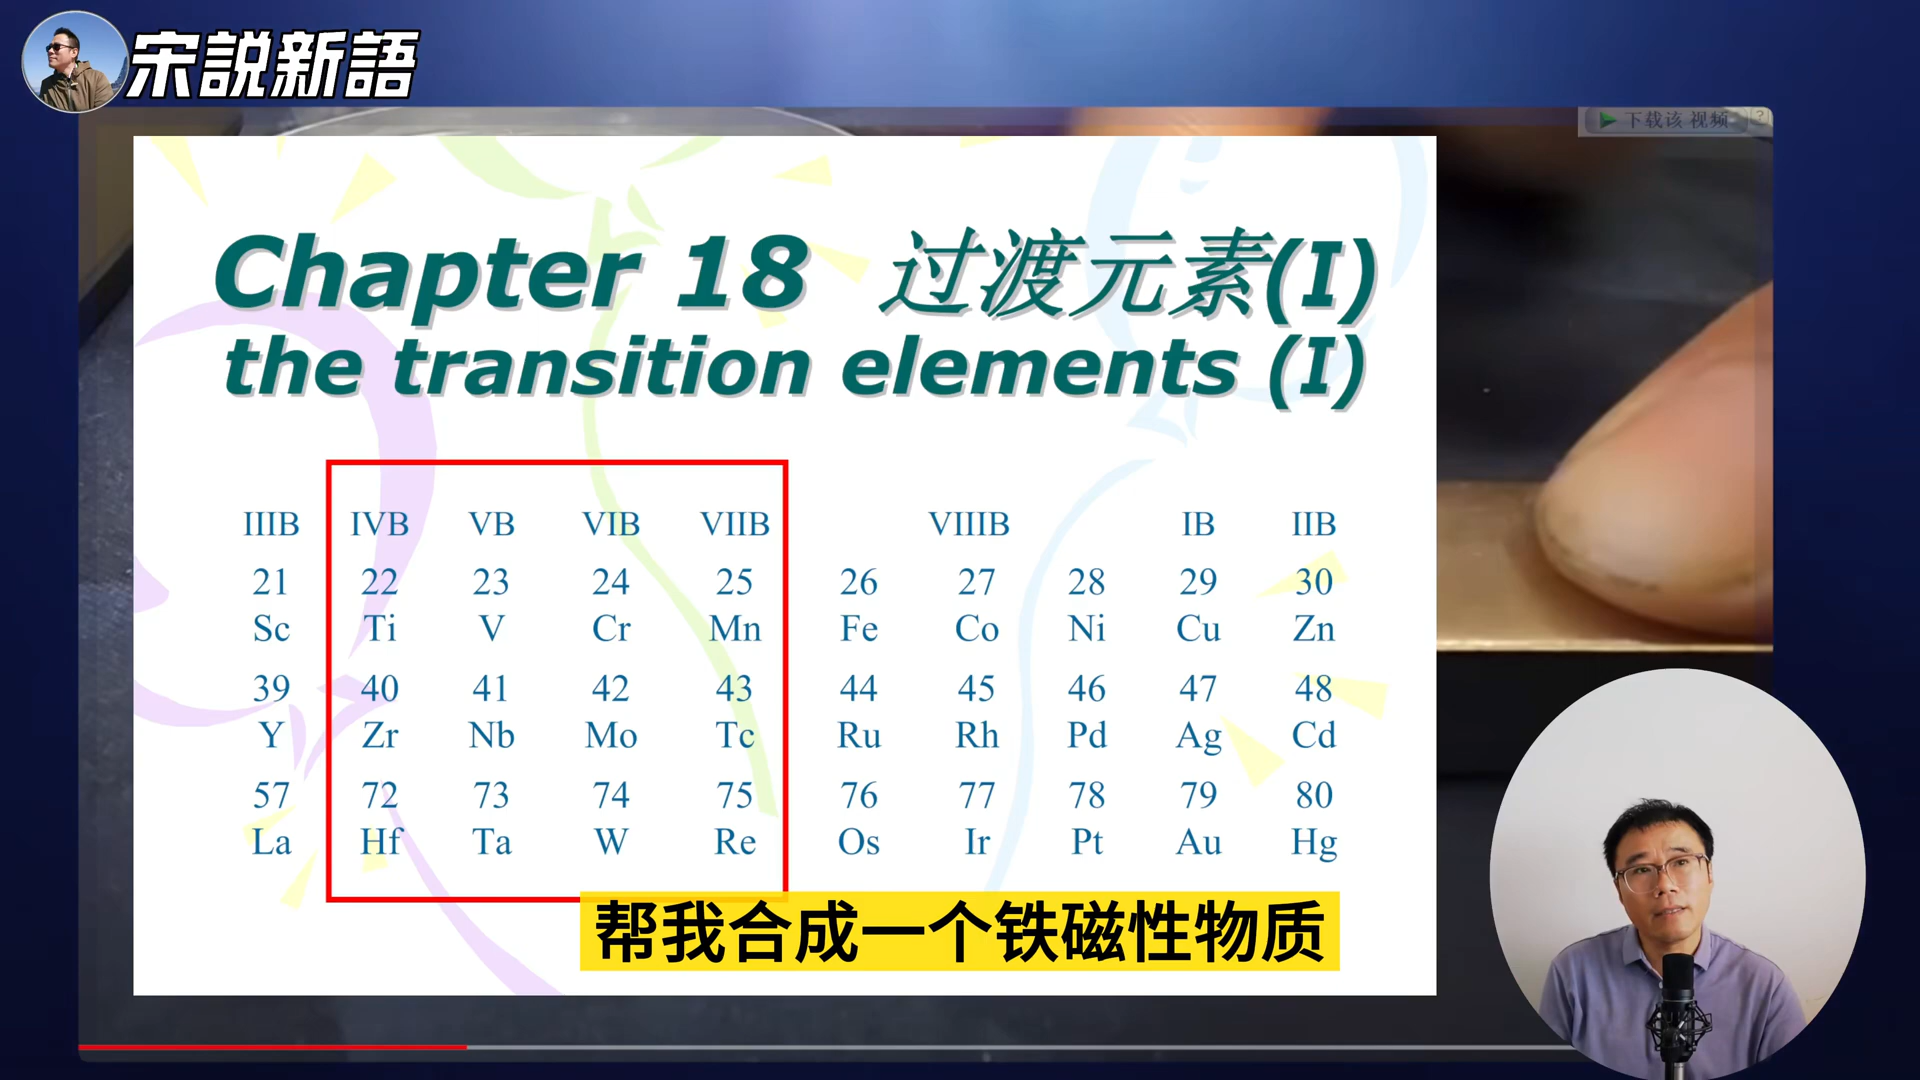 宋説新語
下载该 视频
?
Chapter 18 过渡元素(I)
the transition elements (I)
IIIB IVB VB VIB VIIB VIIIB IB IIB
21 22 23 24 25 26 27 28 29 30
Sc Ti V Cr Mn Fe Co Ni Cu Zn
39 40 41 42 43 44 45 46 47 48
Y Zr Nb Mo Tc Ru Rh Pd Ag Cd
57 72 73 74 75 76 77 78 79 80
La Hf Ta W Re Os Ir Pt Au Hg
帮我合成一个铁磁性物质